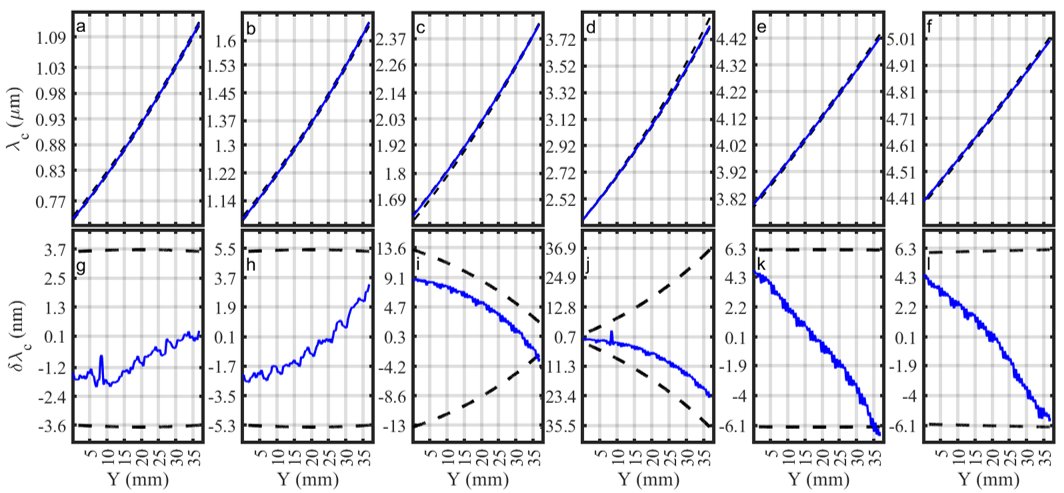 a b c d e f
λc (μm)
1.09 1.03 0.98 0.93 0.88 0.83 0.77
1.6 1.53 1.45 1.37 1.3 1.22 1.14
2.37 2.26 2.14 2.03 1.92 1.8 1.69
3.72 3.52 3.32 3.12 2.92 2.72 2.52
4.42 4.32 4.22 4.12 4.02 3.92 3.82
5.01 4.91 4.81 4.71 4.61 4.51 4.41
g h i j k l
δλc (nm)
3.7 2.5 1.3 0.1 -1.2 -2.4 -3.6
5.5 3.7 1.9 0.1 -1.7 -3.5 -5.3
13.6 9.1 4.7 0.3 -4.2 -8.6 -13
36.9 24.9 12.8 0.7 -11.3 -23.4 -35.5
6.3 4.3 2.2 0.1 -1.9 -4 -6.1
6.3 4.3 2.2 0.1 -1.9 -4 -6.1
5 10 15 20 25 30 35
5 10 15 20 25 30 35
5 10 15 20 25 30 35
5 10 15 20 25 30 35
5 10 15 20 25 30 35
5 10 15 20 25 30 35
Y (mm) Y (mm) Y (mm) Y (mm) Y (mm) Y (mm)